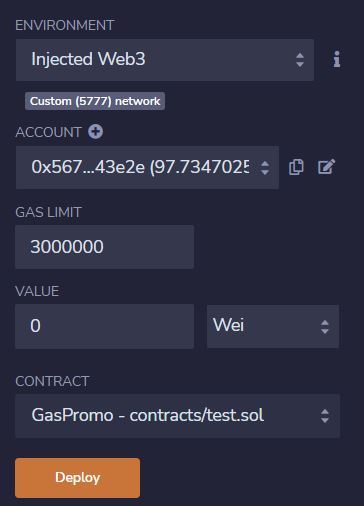 ENVIRONMENT
Injected Web3
Custom (5777) network
ACCOUNT
0x567...43e2e (97.7347025
GAS LIMIT
3000000
VALUE
0 Wei
CONTRACT
GasPromo - contracts/test.sol
Deploy